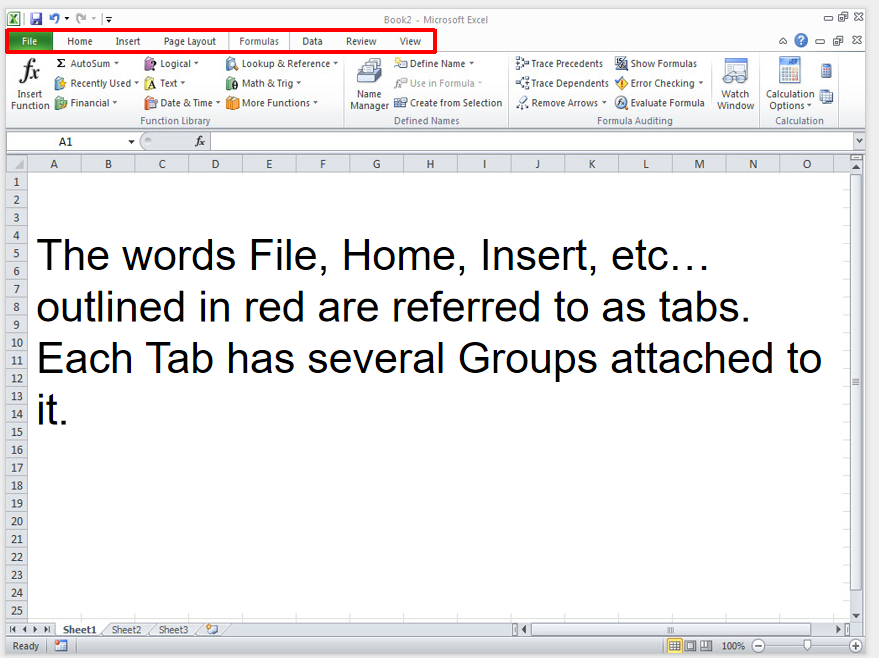 Book2 - Microsoft Excel
File Home Insert Page Layout Formulas Data Review View
fx Σ AutoSum Logical Lookup & Reference Define Name Trace Precedents Show Formulas
Insert Function Recently Used Text Math & Trig Name Manager Use in Formula Trace Dependents Error Checking Watch Window Calculation Options
Financial Date & Time More Functions Create from Selection Remove Arrows Evaluate Formula
Function Library Defined Names Formula Auditing Calculation
A1 fx
A B C D E F G H I J K L M N O
1
2
3
4
The words File, Home, Insert, etc…
5
6
7
outlined in red are referred to as tabs.
8
9
10
Each Tab has several Groups attached to
11
12
13
it.
14
15
16
17
18
19
20
21
22
23
24
25
Sheet1 Sheet2 Sheet3
Ready 100%